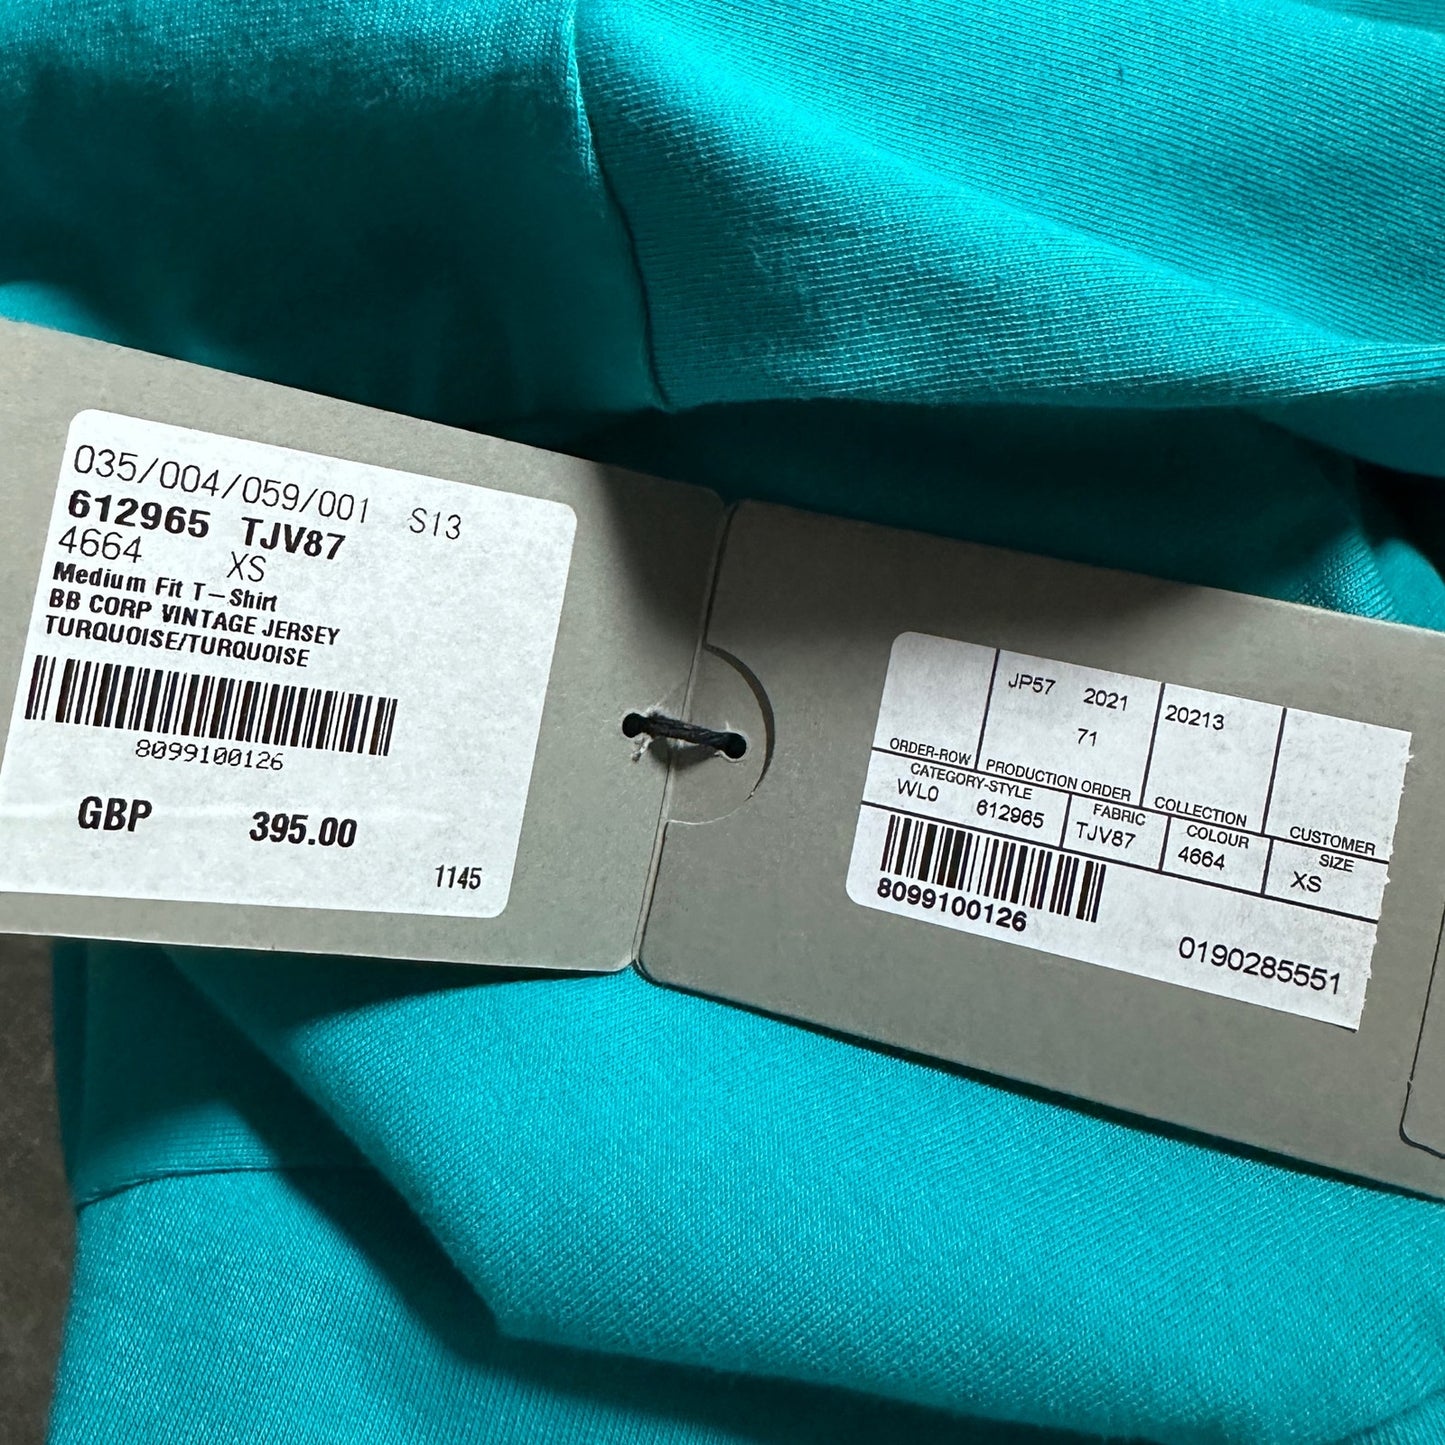 035/004/059/001 S13
612965 TJV87
4664 XS
Medium Fit T-Shirt
BB CORP VINTAGE JERSEY
TURQUOISE/TURQUOISE
8099100126
GBP 395.00
1145
JP57 2021 20213
71
ORDER-ROW PRODUCTION ORDER COLLECTION CUSTOMER
CATEGORY-STYLE FABRIC COLOUR SIZE
WL0 612965 TJV87 4664 XS
8099100126
0190285551